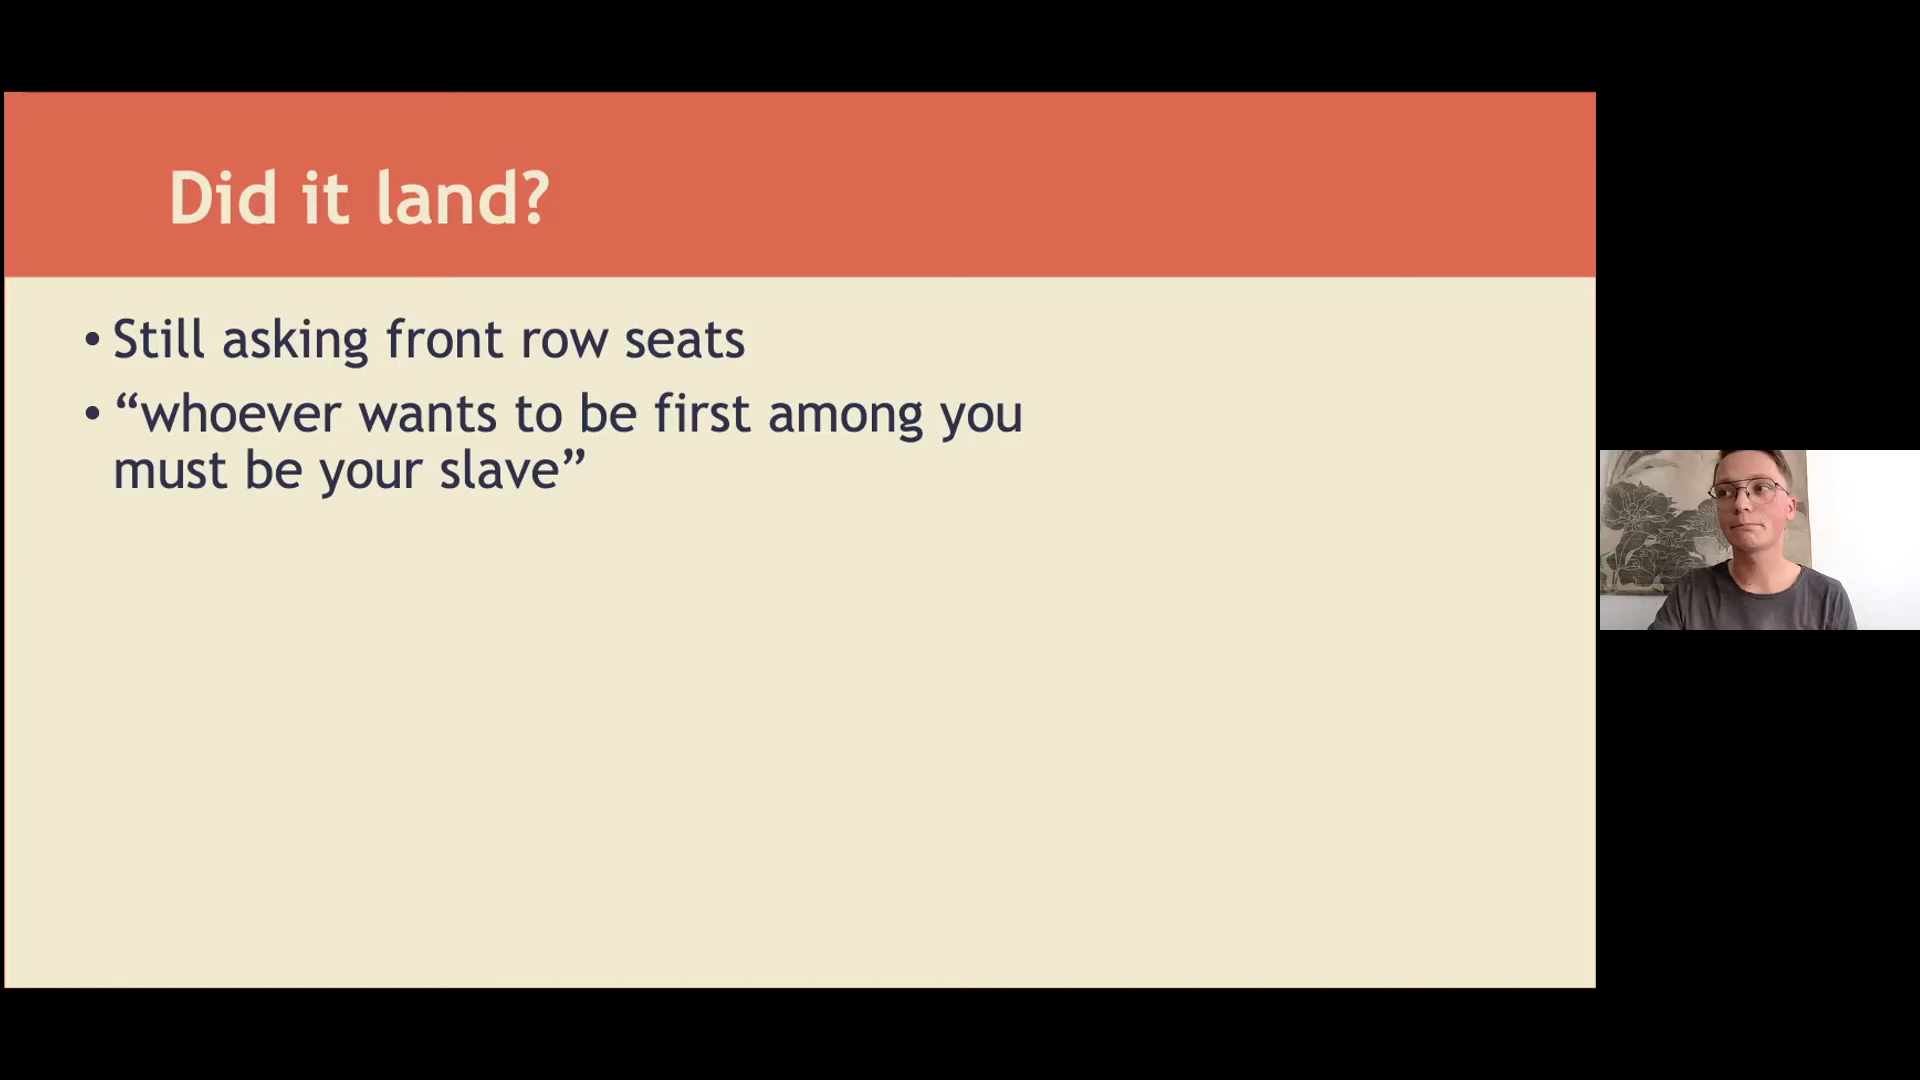 Did it land?
• Still asking front row seats
• “whoever wants to be first among you
must be your slave”